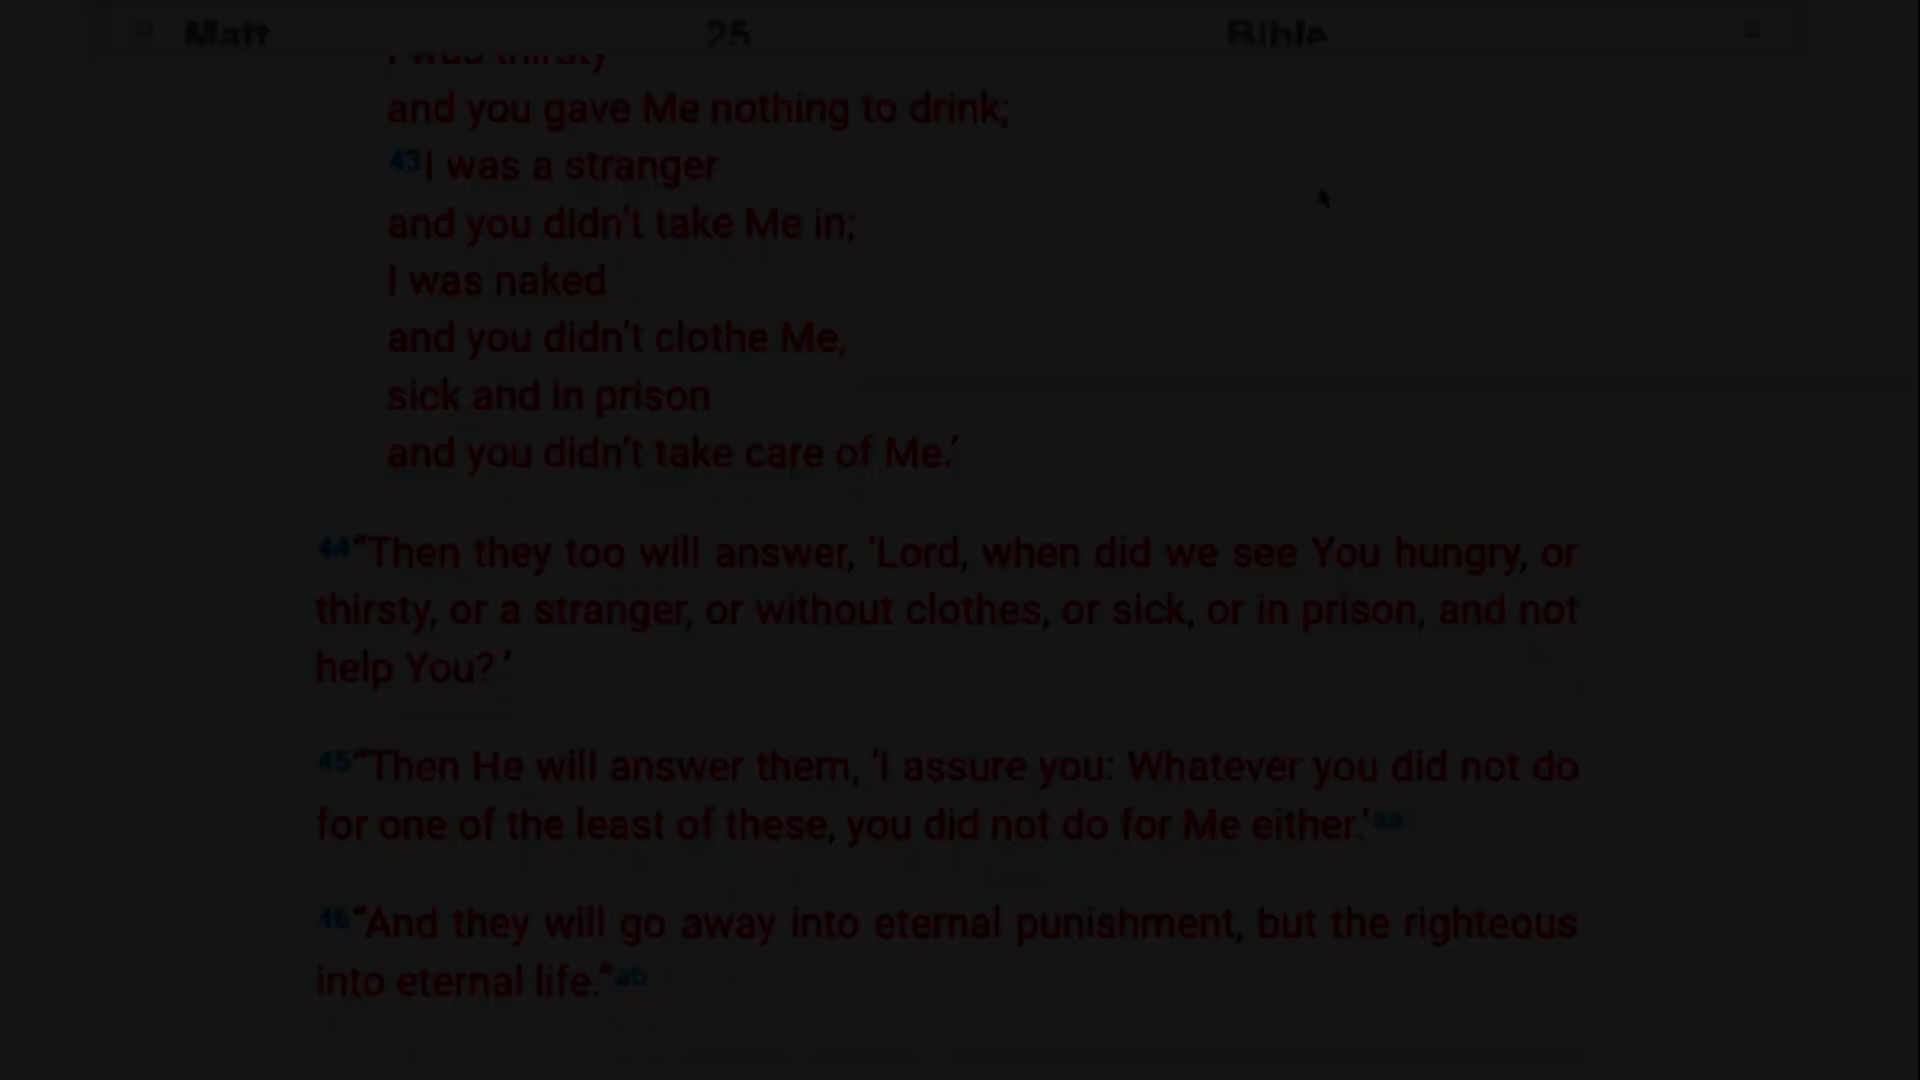 Matt 25 Bible
I was thirsty
and you gave Me nothing to drink;
43I was a stranger
and you didn't take Me in;
I was naked
and you didn't clothe Me,
sick and in prison
and you didn't take care of Me.’
44“Then they too will answer, ‘Lord, when did we see You hungry, or
thirsty, or a stranger, or without clothes, or sick, or in prison, and not
help You? ’
45“Then He will answer them, ‘I assure you: Whatever you did not do
for one of the least of these, you did not do for Me either.’
46“And they will go away into eternal punishment, but the righteous
into eternal life.”ab